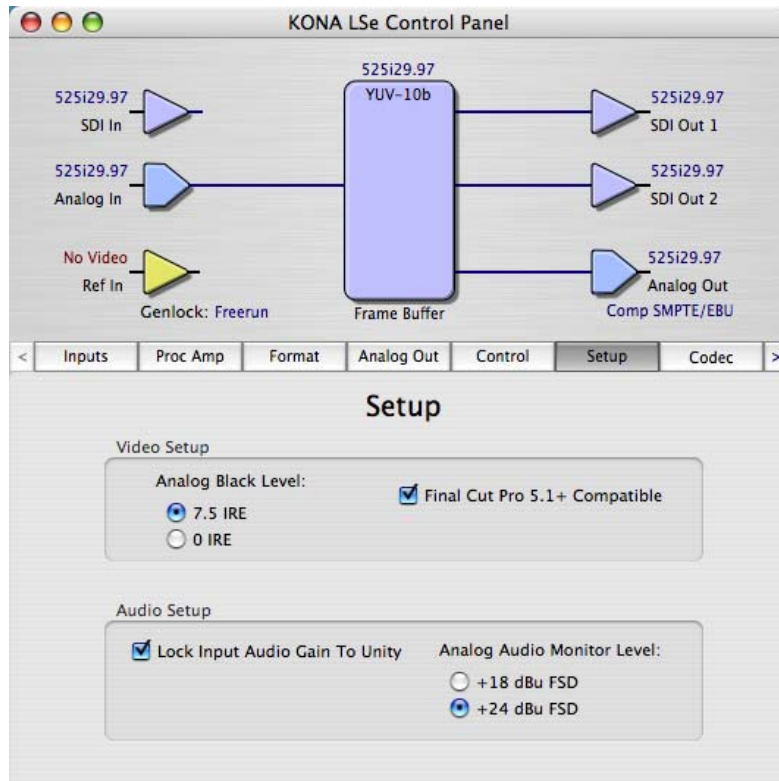 KONA LSe Control Panel
525i29.97
YUV-10b
525i29.97
SDI In
525i29.97
SDI Out 1
525i29.97
Analog In
525i29.97
SDI Out 2
No Video
Ref In
525i29.97
Analog Out
Genlock: Freerun
Frame Buffer
Comp SMPTE/EBU
< Inputs Proc Amp Format Analog Out Control Setup Codec >
Setup
Video Setup
Analog Black Level:
Final Cut Pro 5.1+ Compatible
7.5 IRE
0 IRE
Audio Setup
Lock Input Audio Gain To Unity
Analog Audio Monitor Level:
+18 dBu FSD
+24 dBu FSD